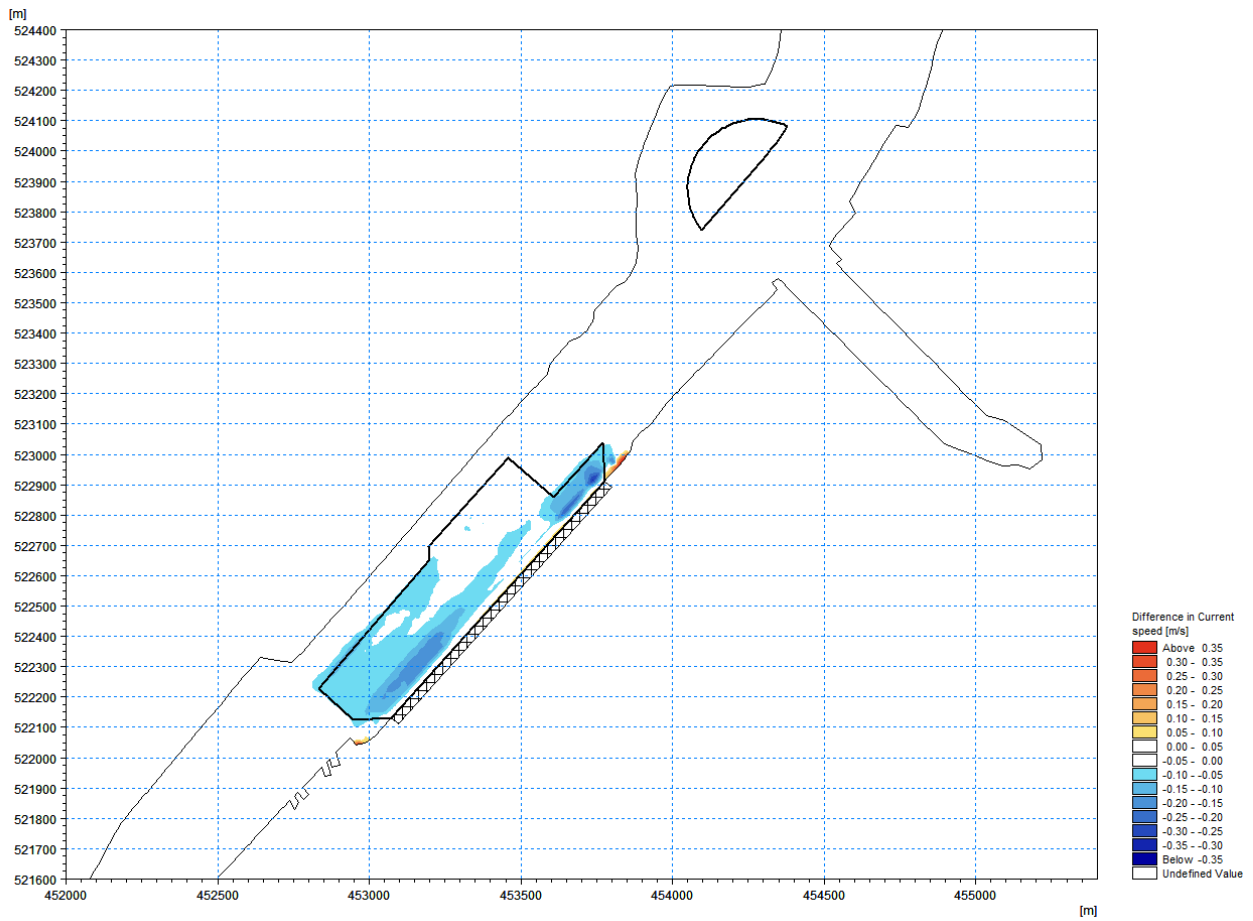 [m]
524400
524300
524200
524100
524000
523900
523800
523700
523600
523500
523400
523300
523200
523100
523000
522900
522800
522700
522600
522500
522400
522300
522200
522100
522000
521900
521800
521700
521600
452000 452500 453000 453500 454000 454500 455000
[m]
Difference in Current
speed [m/s]
Above 0.35
0.30 - 0.35
0.25 - 0.30
0.20 - 0.25
0.15 - 0.20
0.10 - 0.15
0.05 - 0.10
0.00 - 0.05
-0.05 - 0.00
-0.10 - -0.05
-0.15 - -0.10
-0.20 - -0.15
-0.25 - -0.20
-0.30 - -0.25
-0.35 - -0.30
Below -0.35
Undefined Value